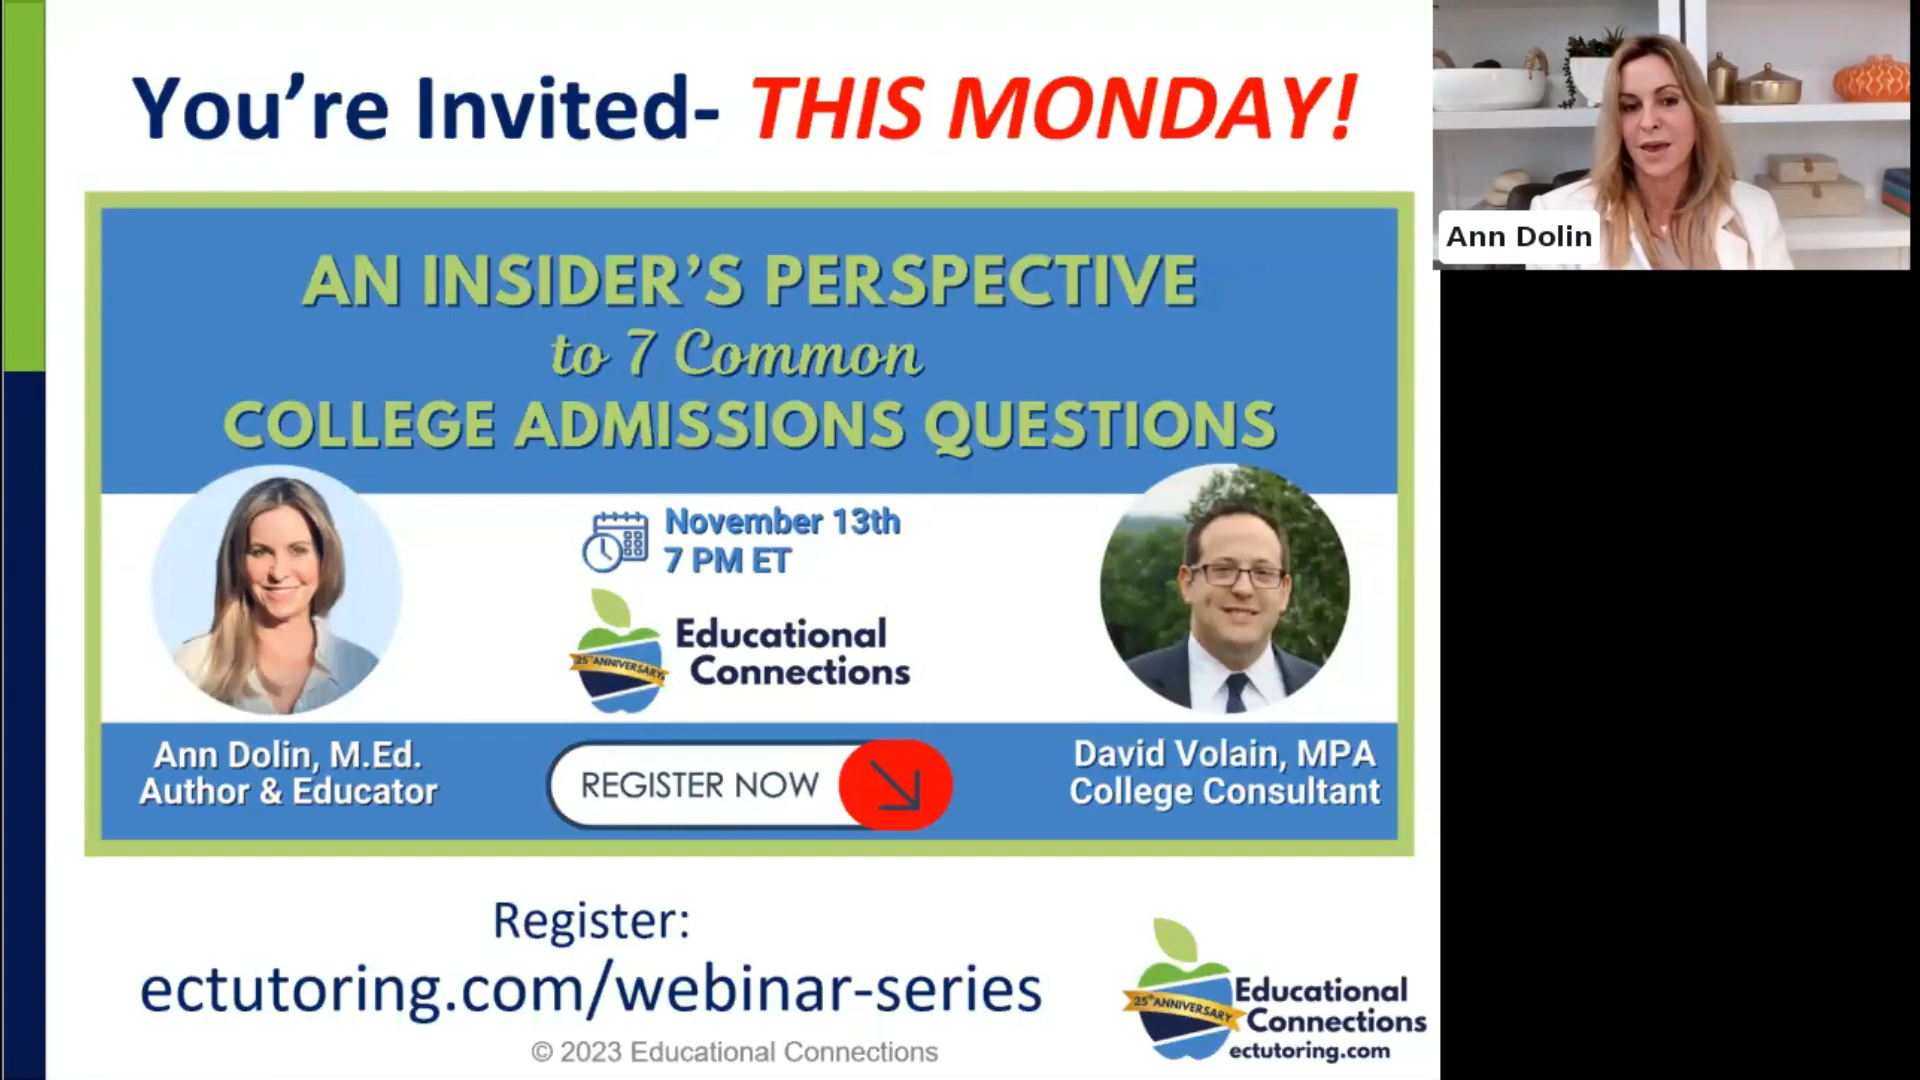 You're Invited- THIS MONDAY!
AN INSIDER'S PERSPECTIVE
to 7 Common
COLLEGE ADMISSIONS QUESTIONS
November 13th
7 PM ET
25th ANNIVERSARY
Educational
Connections
Ann Dolin, M.Ed.
Author & Educator
REGISTER NOW
David Volain, MPA
College Consultant
Register:
ectutoring.com/webinar-series
© 2023 Educational Connections
25th ANNIVERSARY
Educational
Connections
ectutoring.com
Ann Dolin